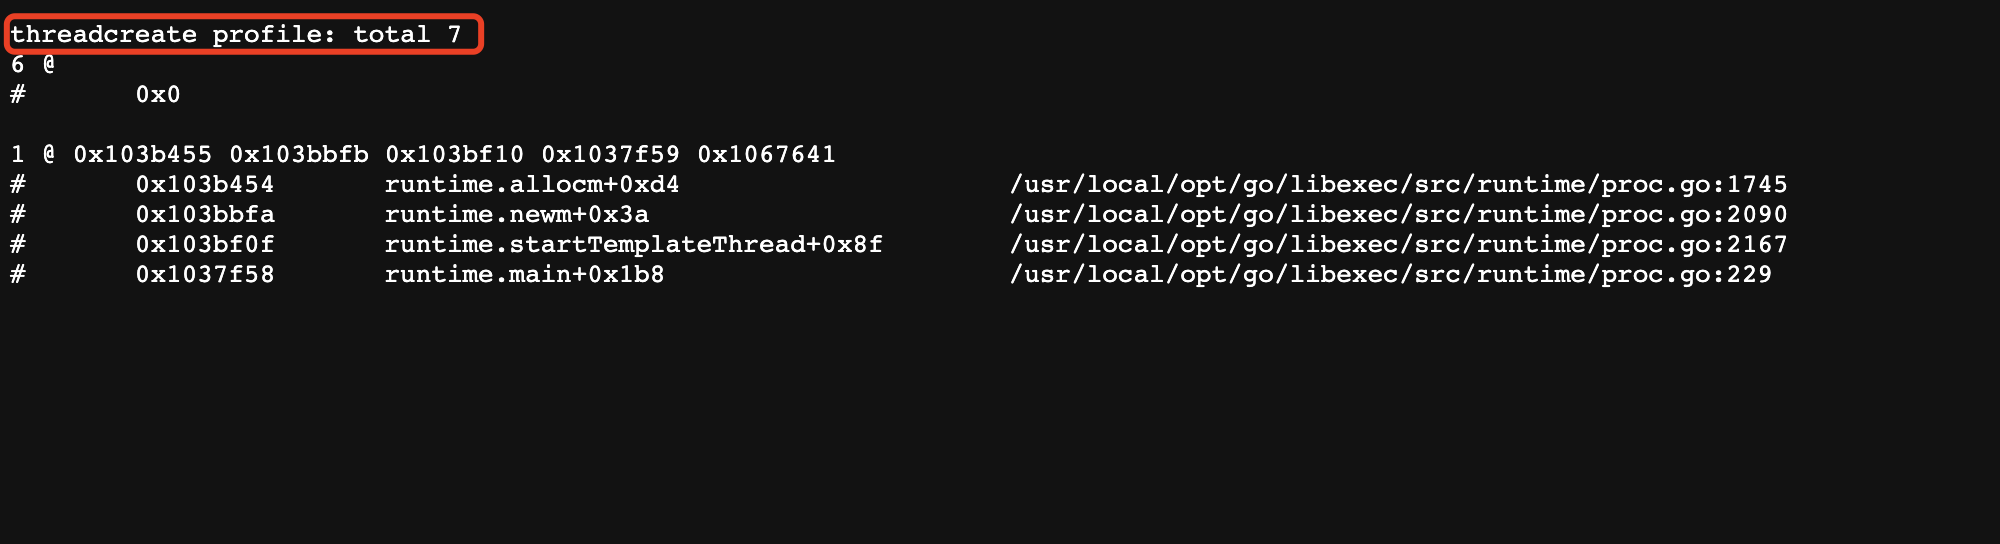 threadcreate profile: total 7
6 @
#	0x0
1 @ 0x103b455 0x103bbfb 0x103bf10 0x1037f59 0x1067641
#	0x103b454	runtime.allocm+0xd4	/usr/local/opt/go/libexec/src/runtime/proc.go:1745
#	0x103bbfa	runtime.newm+0x3a	/usr/local/opt/go/libexec/src/runtime/proc.go:2090
#	0x103bf0f	runtime.startTemplateThread+0x8f	/usr/local/opt/go/libexec/src/runtime/proc.go:2167
#	0x1037f58	runtime.main+0x1b8	/usr/local/opt/go/libexec/src/runtime/proc.go:229